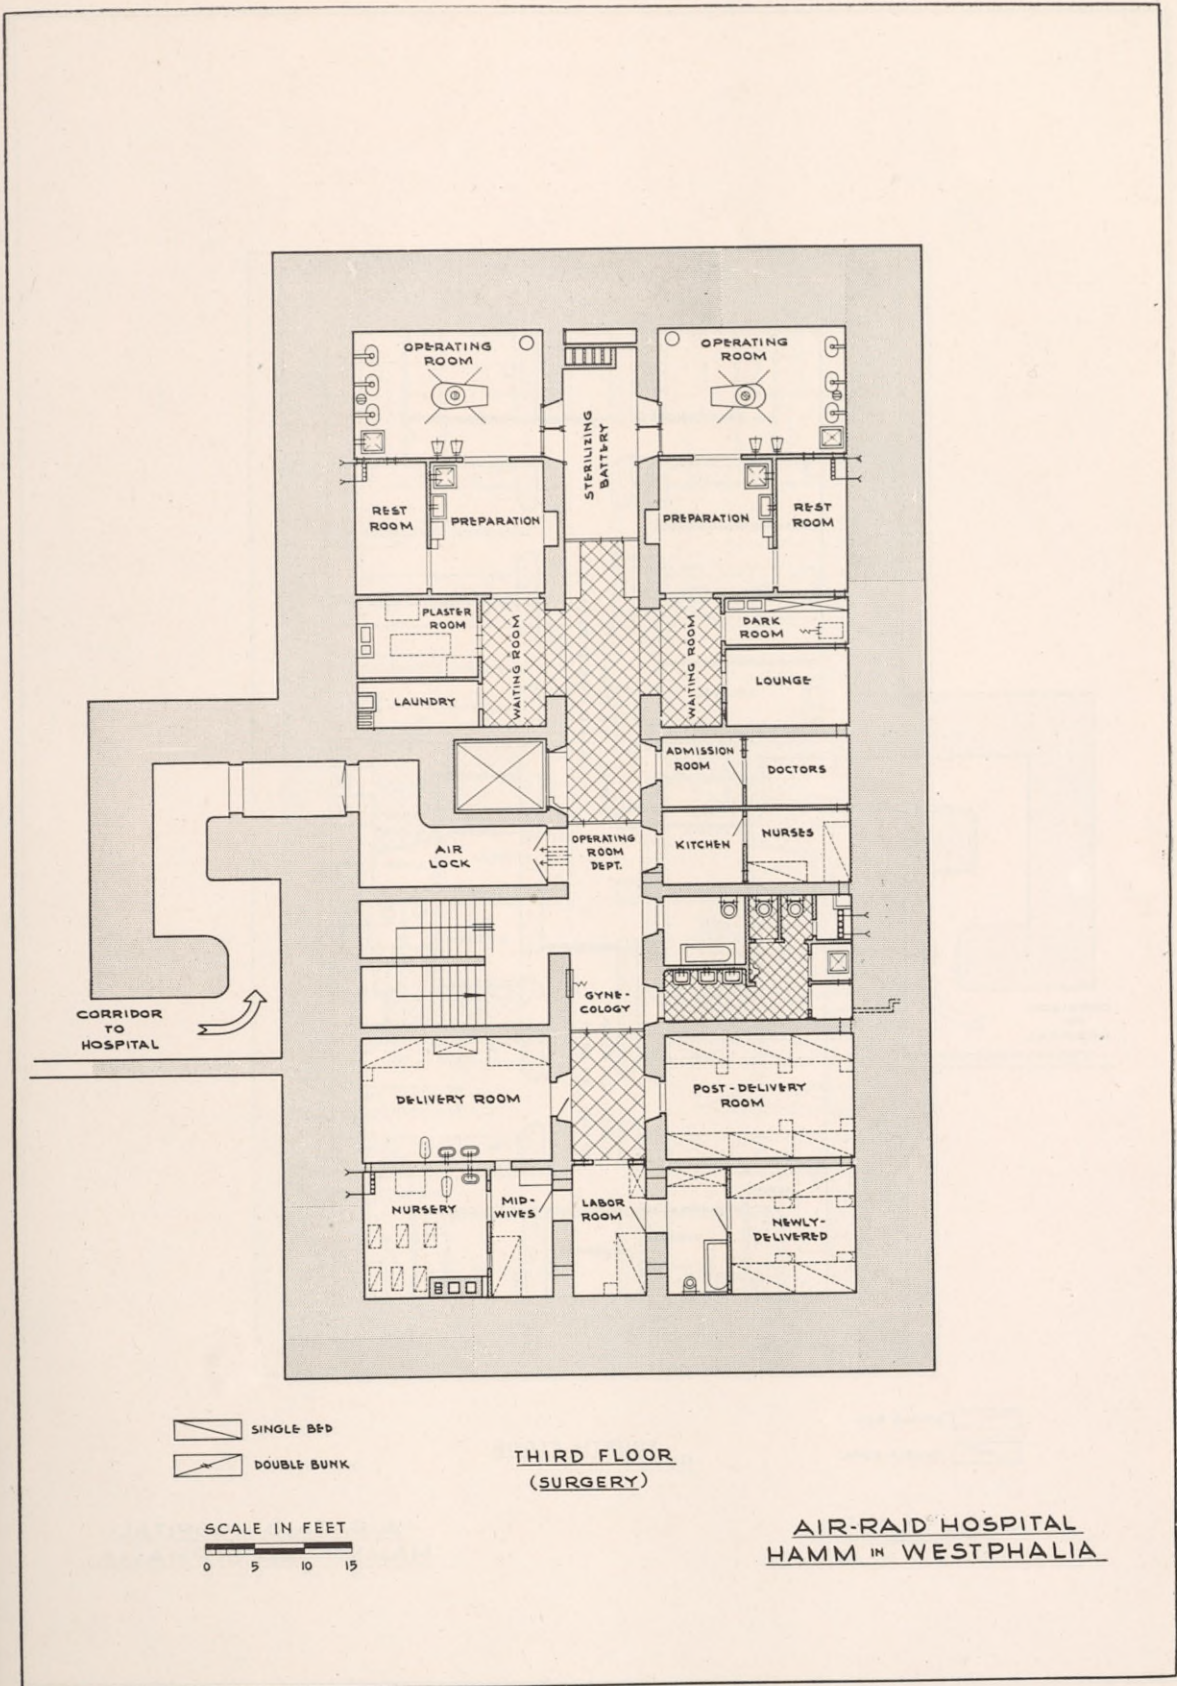 OPERATING
ROOM
OPERATING
ROOM
STERILIZING
BATTERY
REST
ROOM
PREPARATION
PREPARATION
REST
ROOM
PLASTER
ROOM
WAITING ROOM
WAITING ROOM
DARK
ROOM
LAUNDRY
LOUNGE
ADMISSION
ROOM
DOCTORS
AIR
LOCK
OPERATING
ROOM
DEPT.
KITCHEN
NURSES
GYNE-
COLOGY
CORRIDOR
TO
HOSPITAL
DELIVERY ROOM
POST-DELIVERY
ROOM
NURSERY
MID-
WIVES
LABOR
ROOM
NEWLY-
DELIVERED
SINGLE BED
DOUBLE BUNK
THIRD FLOOR
(SURGERY)
SCALE IN FEET
0 5 10 15
AIR-RAID HOSPITAL
HAMM IN WESTPHALIA